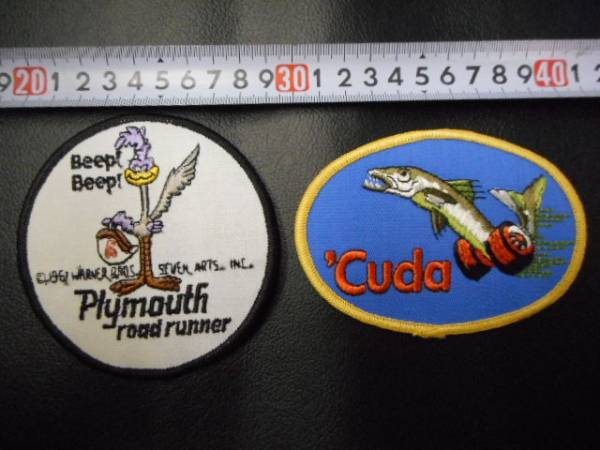 9 20 1 2 3 4 5 6 7 8 9 30 1 2 3 4 5 6 7 8 9 40 1
Beep!
Beep!
© 1967 WARNER BROS. SEVEN ARTS.. INC..
Plymouth
road runner
'Cuda